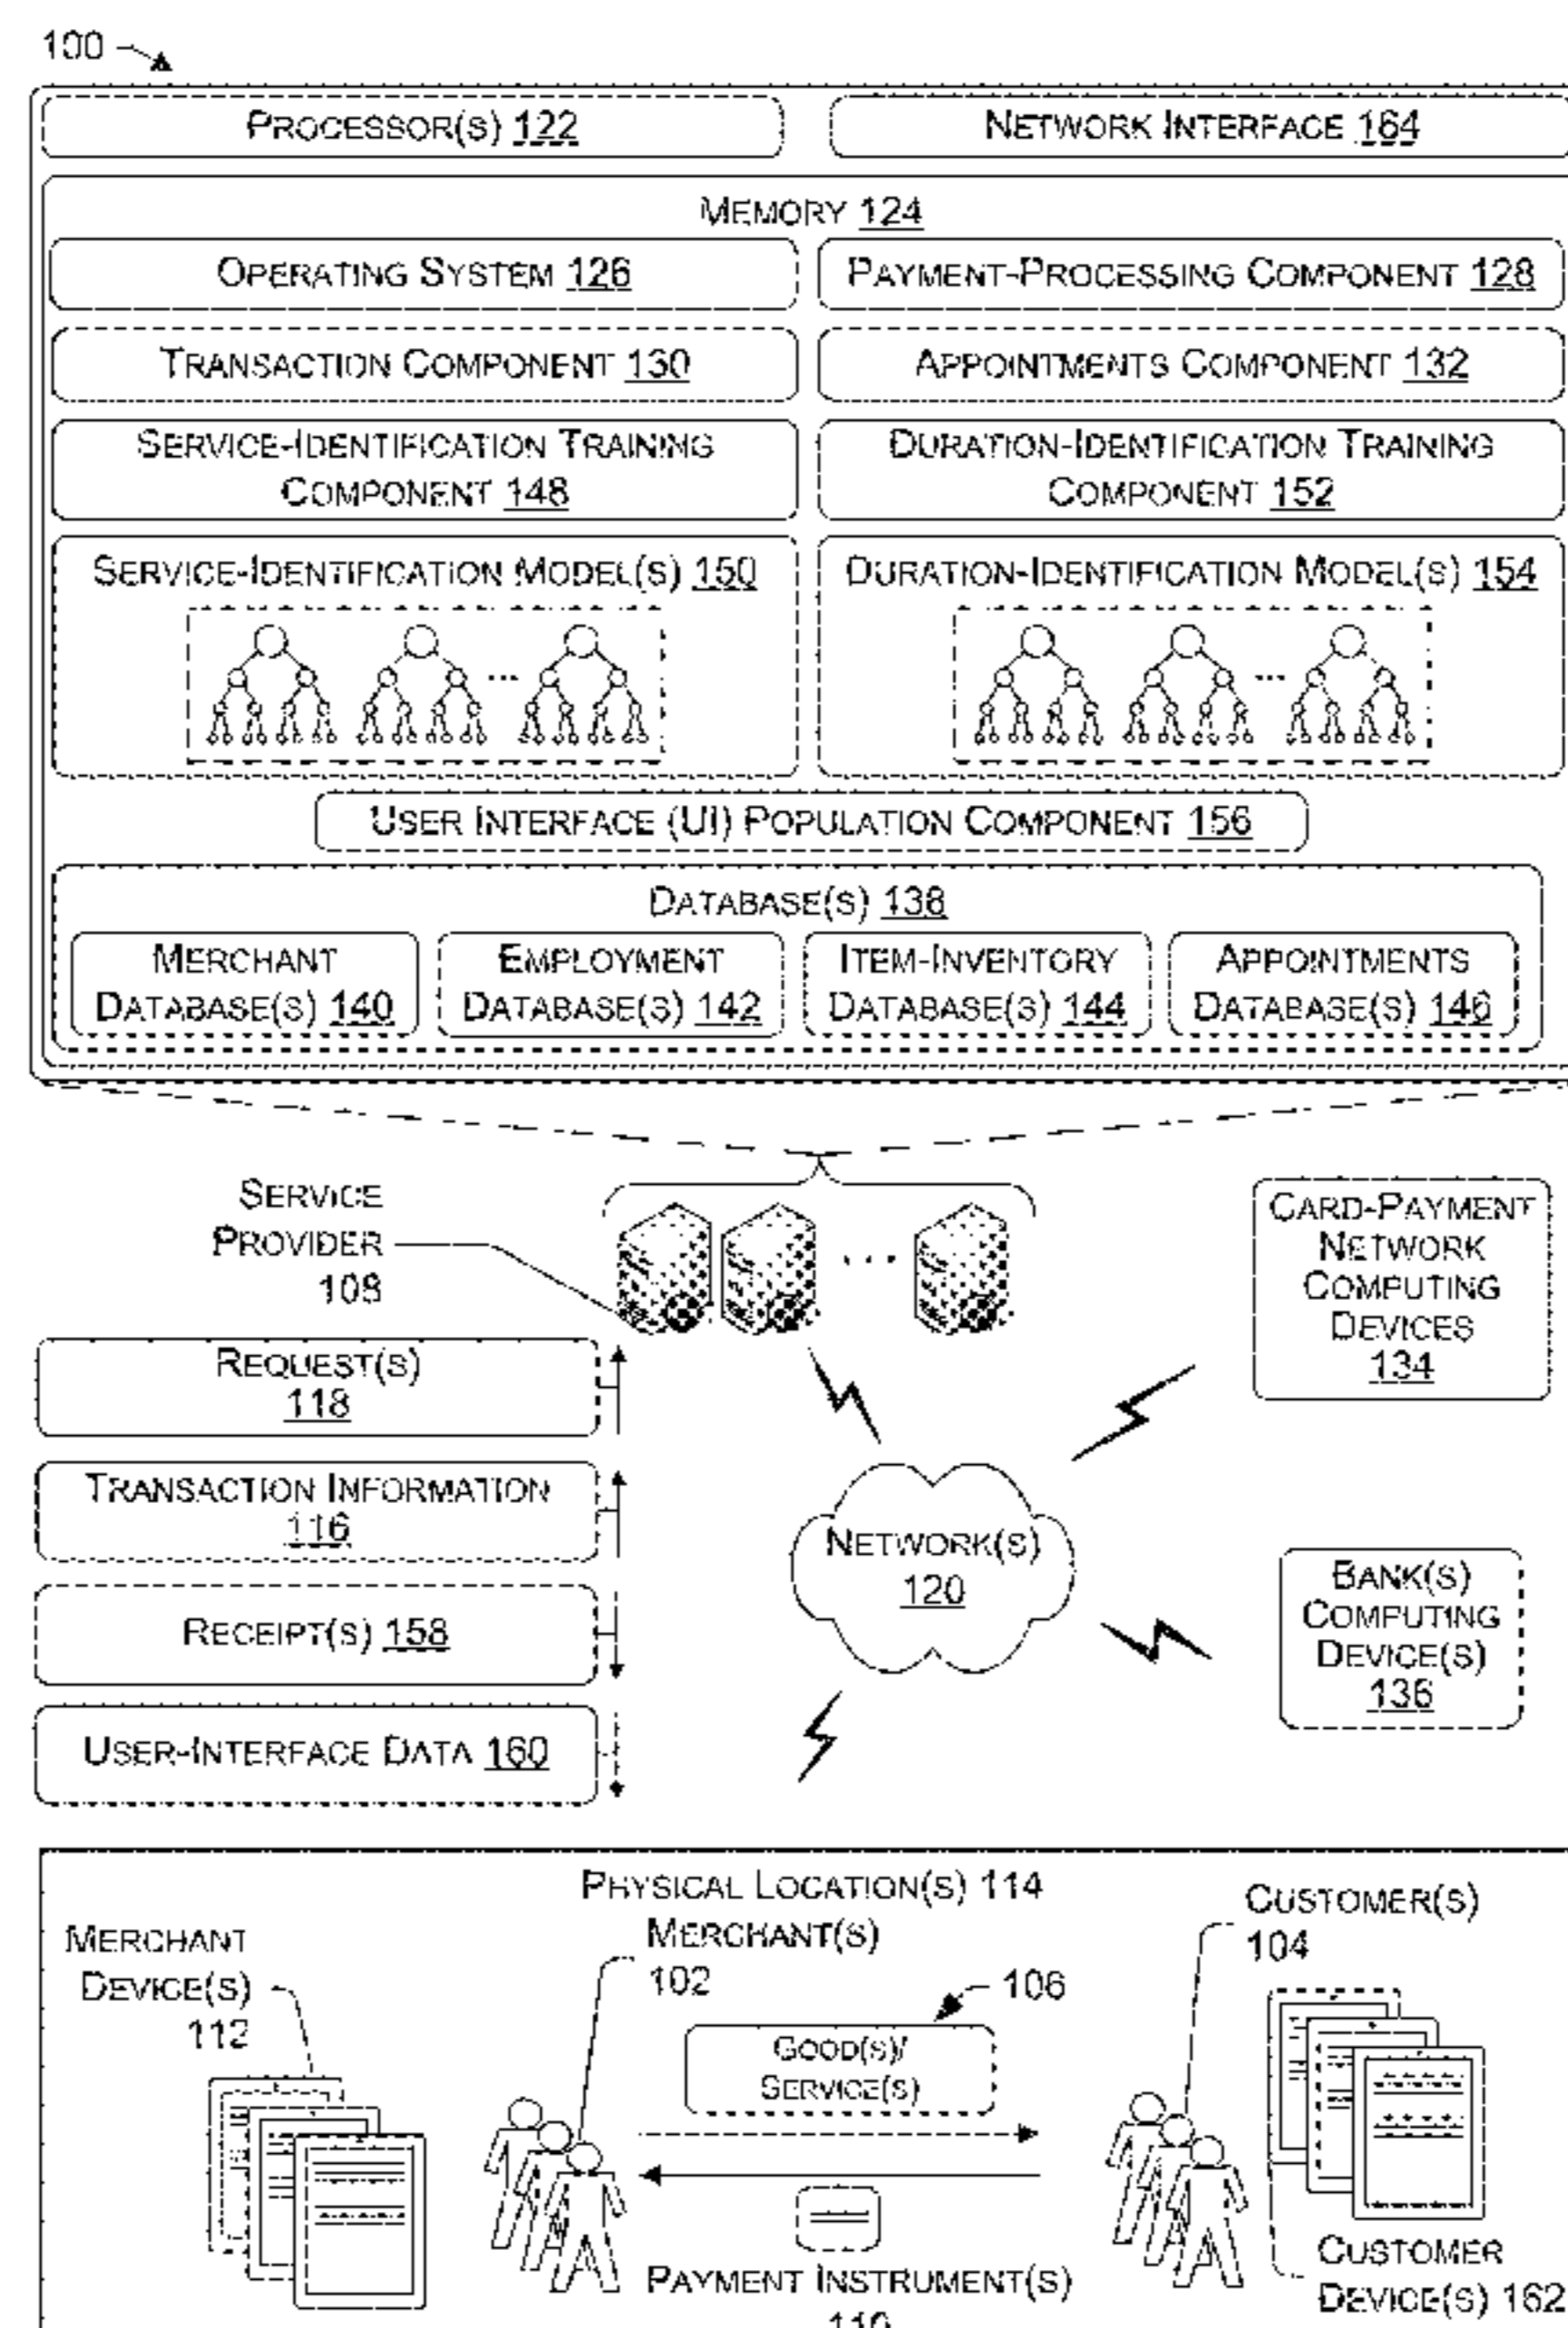 100
PROCESSOR(S) 122
NETWORK INTERFACE 164
MEMORY 124
OPERATING SYSTEM 126
PAYMENT-PROCESSING COMPONENT 128
TRANSACTION COMPONENT 130
APPOINTMENTS COMPONENT 132
SERVICE-IDENTIFICATION TRAINING
COMPONENT 148
DURATION-IDENTIFICATION TRAINING
COMPONENT 152
SERVICE-IDENTIFICATION MODEL(S) 150
DURATION-IDENTIFICATION MODEL(S) 154
USER INTERFACE (UI) POPULATION COMPONENT 156
DATABASE(S) 138
MERCHANT
DATABASE(S) 140
EMPLOYMENT
DATABASE(S) 142
ITEM-INVENTORY
DATABASE(S) 144
APPOINTMENTS
DATABASE(S) 146
SERVICE
PROVIDER
108
CARD-PAYMENT
NETWORK
COMPUTING
DEVICES
134
REQUEST(S)
118
TRANSACTION INFORMATION
116
RECEIPT(S) 158
USER-INTERFACE DATA 160
NETWORK(S)
120
BANK(S)
COMPUTING
DEVICE(S)
136
PHYSICAL LOCATION(S) 114
MERCHANT
DEVICE(S)
112
MERCHANT(S)
102
106
GOOD(S)/
SERVICE(S)
CUSTOMER(S)
104
PAYMENT INSTRUMENT(S)
CUSTOMER
DEVICE(S) 162